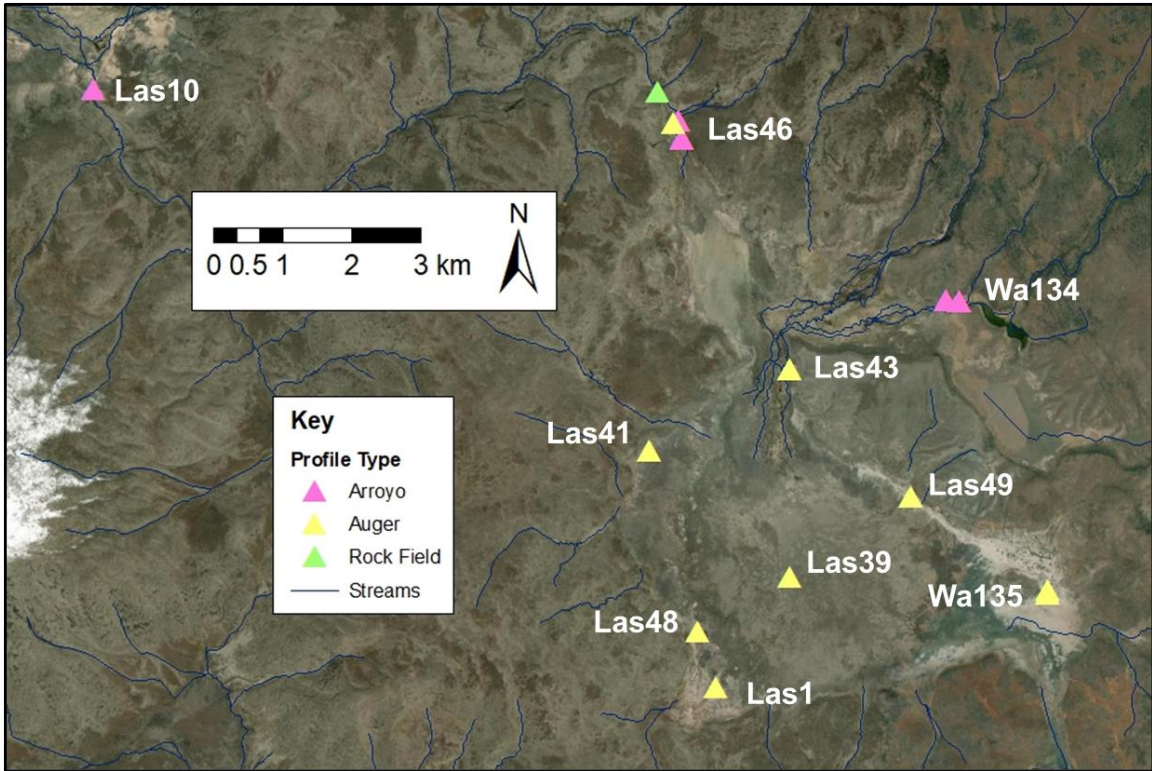 Las10
Las46
N
0 0.5 1 2 3 km
Wa134
Las43
Las41
Key
Profile Type
Arroyo
Auger
Rock Field
Streams
Las49
Las39
Wa135
Las48
Las1